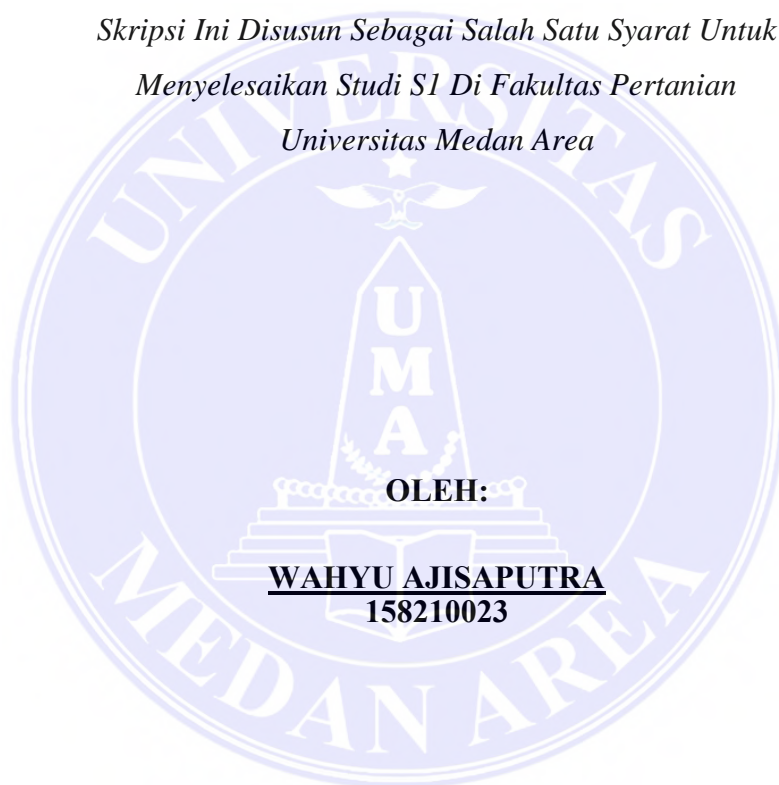 Skripsi Ini Disusun Sebagai Salah Satu Syarat Untuk
Menyelesaikan Studi S1 Di Fakultas Pertanian
Universitas Medan Area
UNIVERSITAS
UMA
OLEH:
WAHYU AJISAPUTRA
158210023
MEDAN AREA